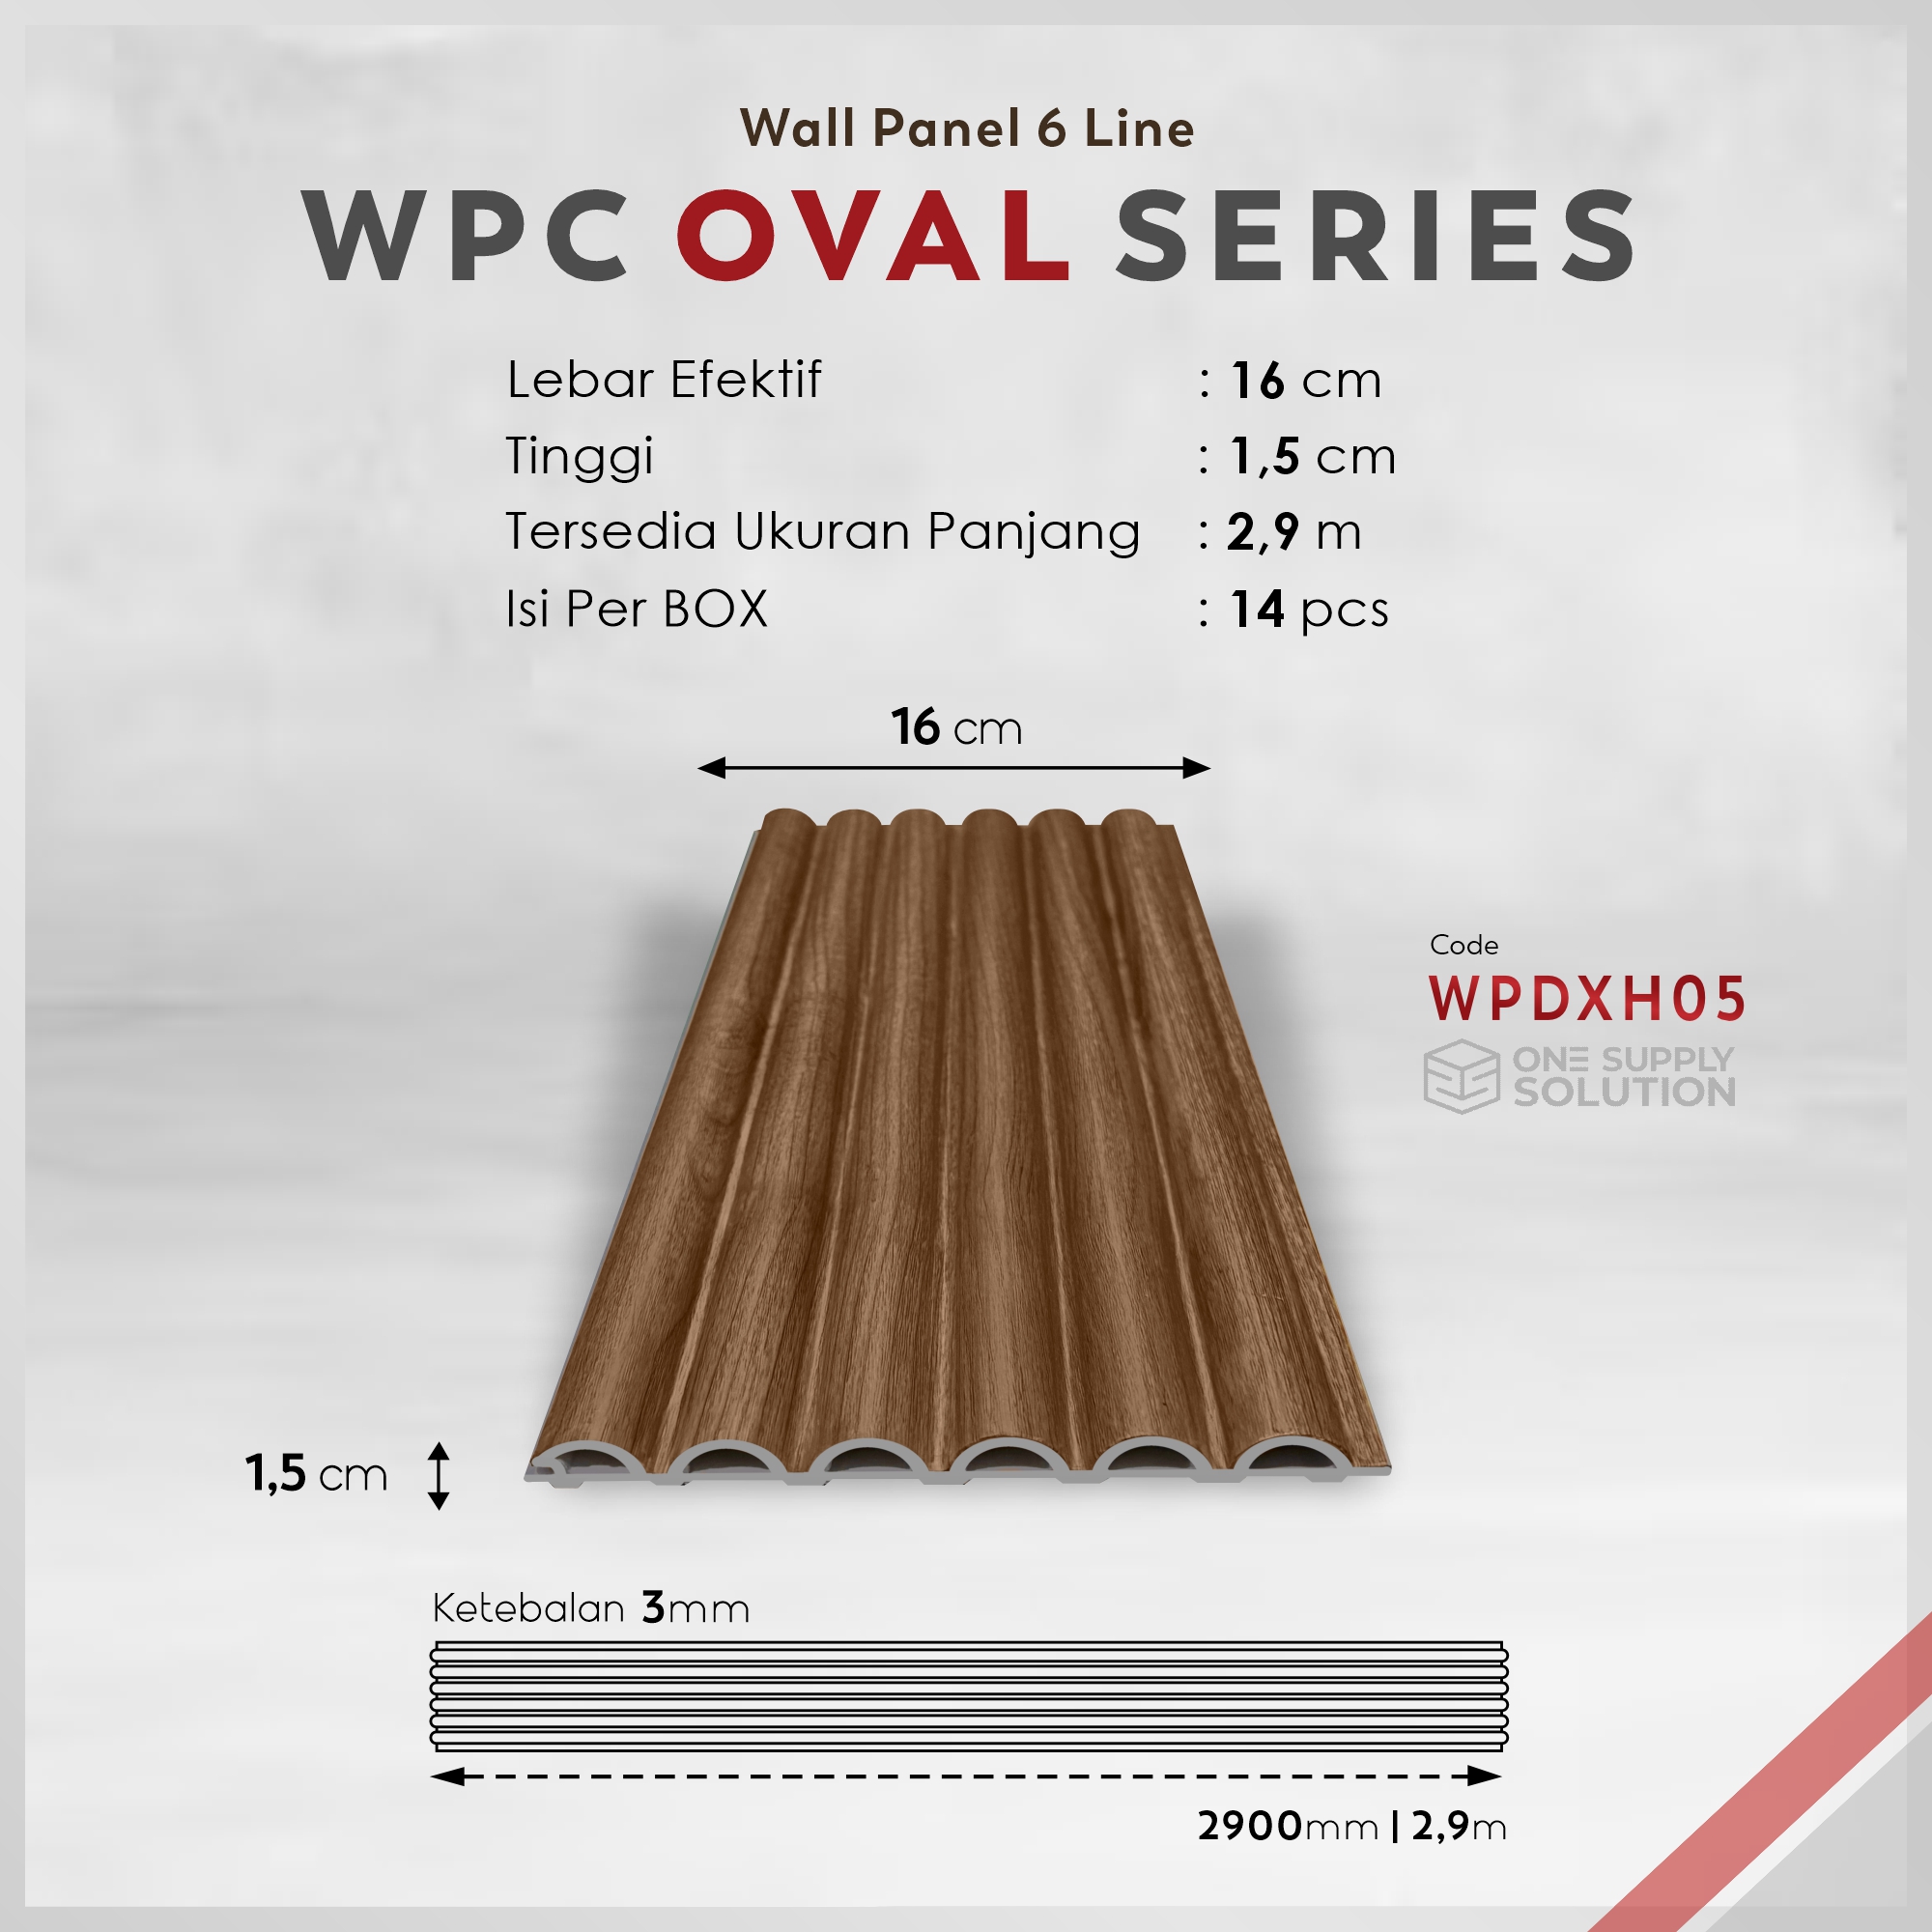 Wall Panel 6 Line
WPC OVAL SERIES
Lebar Efektif : 16 cm
Tinggi : 1,5 cm
Tersedia Ukuran Panjang : 2,9 m
Isi Per BOX : 14 pcs
16 cm
Code
WPDXH05
ONE SUPPLY
SOLUTION
1,5 cm
Ketebalan 3mm
2900mm | 2,9m